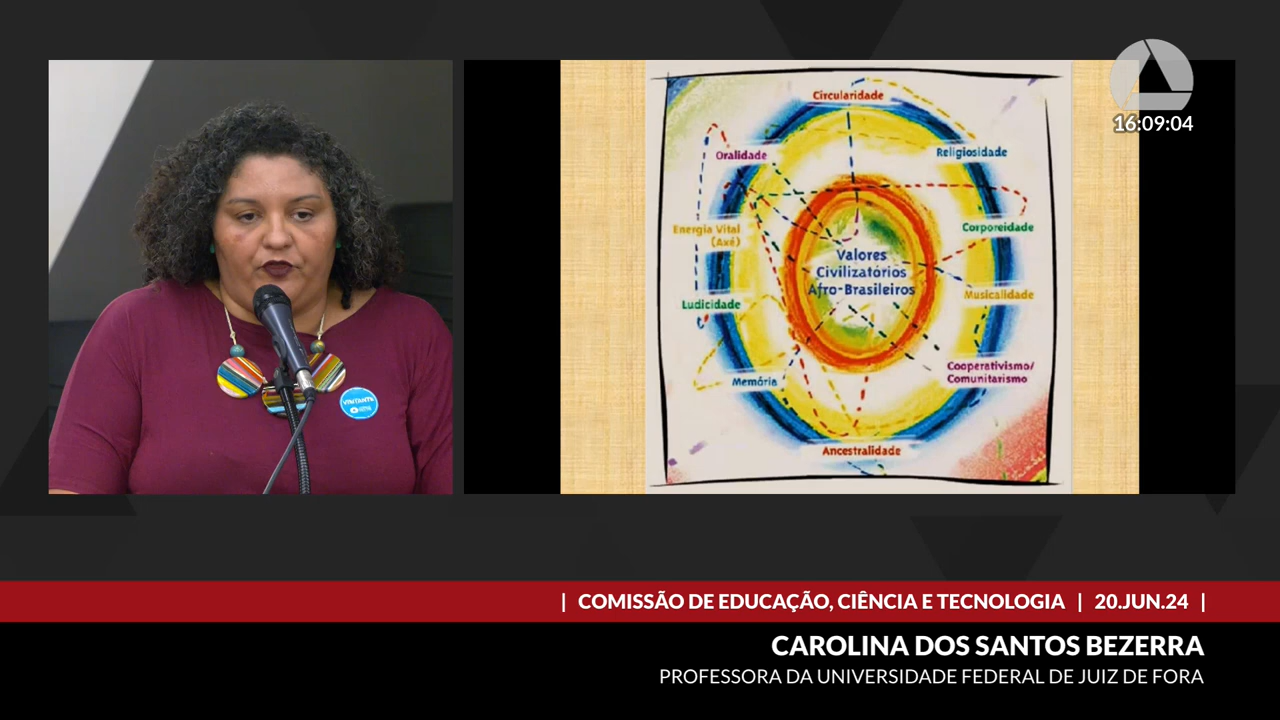 16:09:04
Circularidade
Oralidade
Religiosidade
Energia Vital
(Axé)
Corporeidade
Valores
Civilizatórios
Afro-Brasileiros
Ludicidade
Musicalidade
Memória
Cooperativismo/
Comunitarismo
Ancestralidade
VISITANTE
| COMISSÃO DE EDUCAÇÃO, CIÊNCIA E TECNOLOGIA | 20.JUN.24 |
CAROLINA DOS SANTOS BEZERRA
PROFESSORA DA UNIVERSIDADE FEDERAL DE JUIZ DE FORA